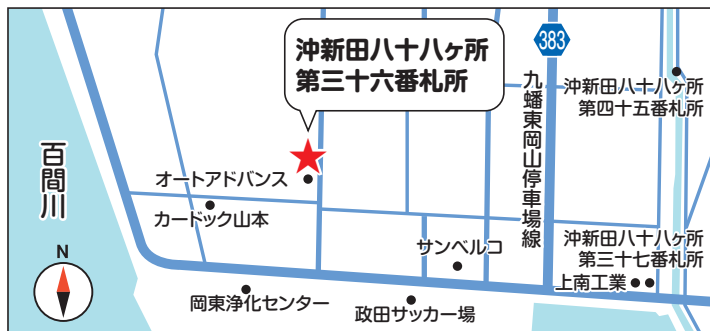 沖新田八十八ヶ所
第三十六番札所
383
沖新田八十八ヶ所
第四十五番札所
九蟠東岡山停車場線
百間川
オートアドバンス
カードック山本
サンベルコ
沖新田八十八ヶ所
第三十七番札所
上南工業
N
岡東浄化センター
政田サッカー場